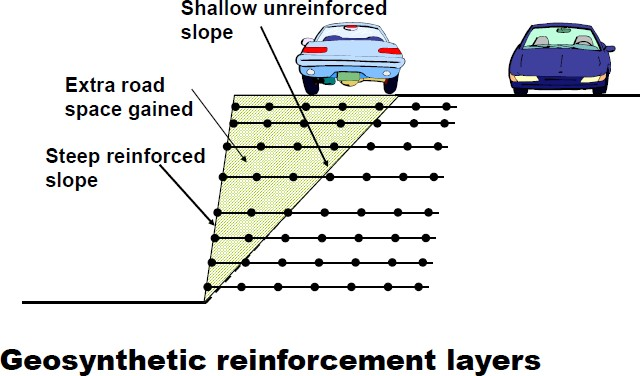 Shallow unreinforced
slope
Extra road
space gained
Steep reinforced
slope
Geosynthetic reinforcement layers